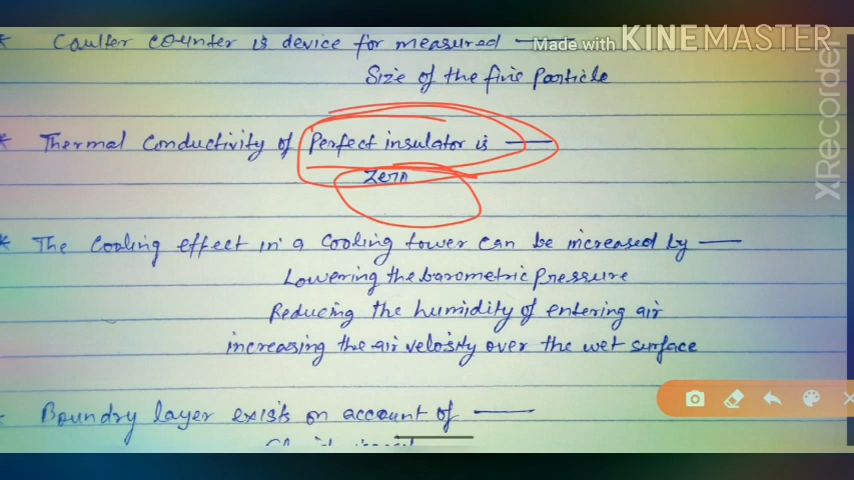 * Caulter counter is device for measured —
Made with KINEMASTER
Size of the fine particle
XRecorder
* Thermal conductivity of Perfect insulator is —
Zero
* The cooling effect in a cooling tower can be increased by —
Lowering the barometric pressure
Reducing the humidity of entering air
increasing the air velosity over the wet surface
* Boundry layer exists on account of —